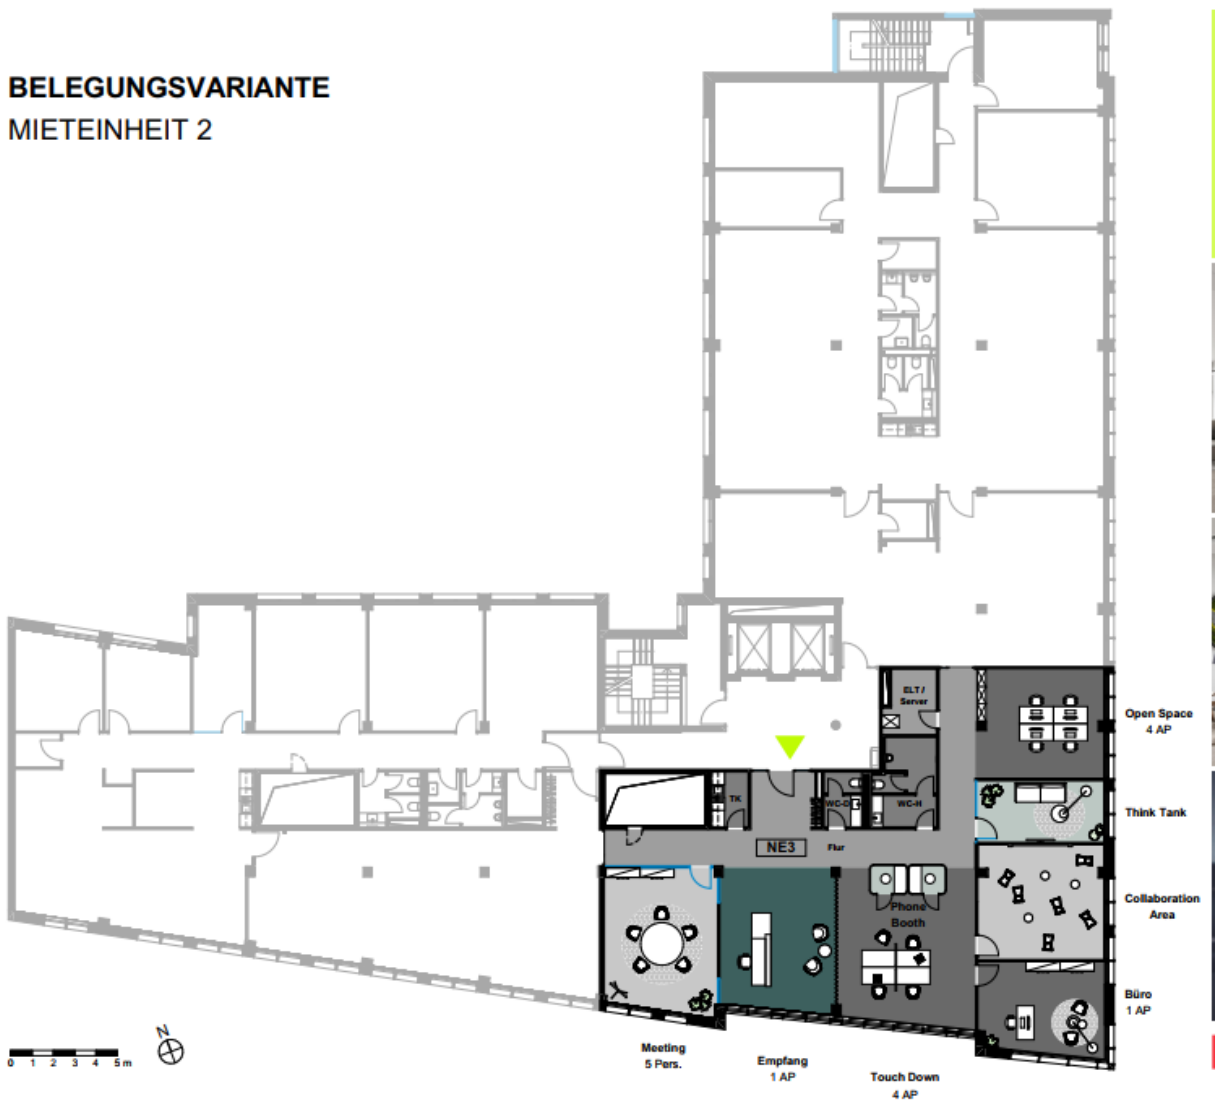 BELEGUNGSVARIANTE
MIETEINHEIT 2
ELT /
Server
Open Space
4 AP
TK
WC-D
WC-H
Think Tank
NE3
Flur
Phone
Booth
Collaboration
Area
Büro
1 AP
N
0 1 2 3 4 5 m
Meeting
5 Pers.
Empfang
1 AP
Touch Down
4 AP